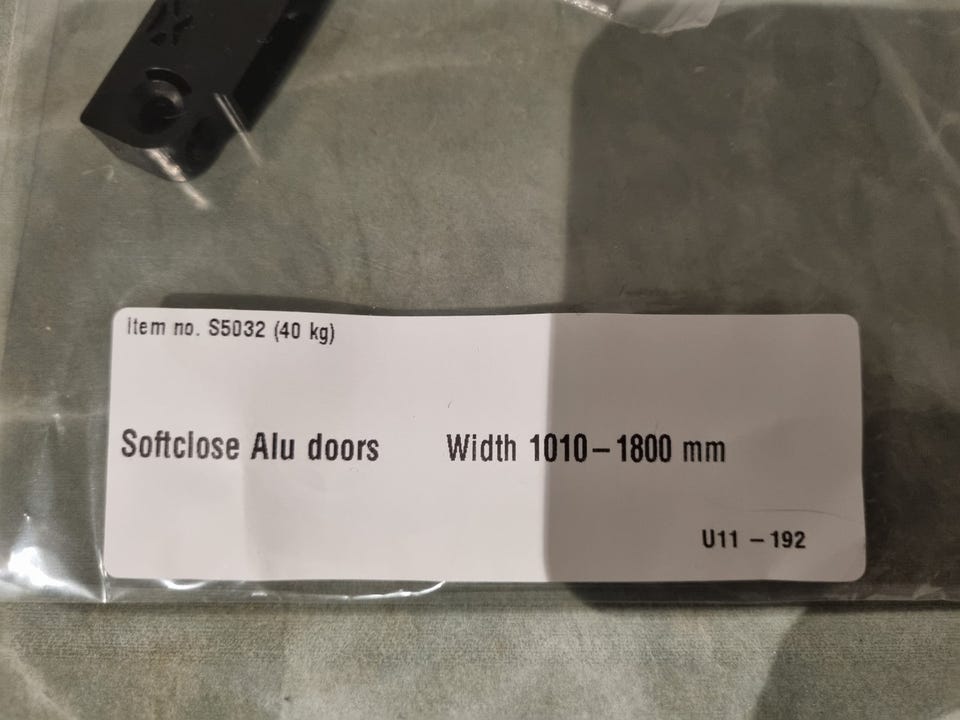 Item no. S5032 (40 kg)
Softclose Alu doors Width 1010–1800 mm
U11 – 192